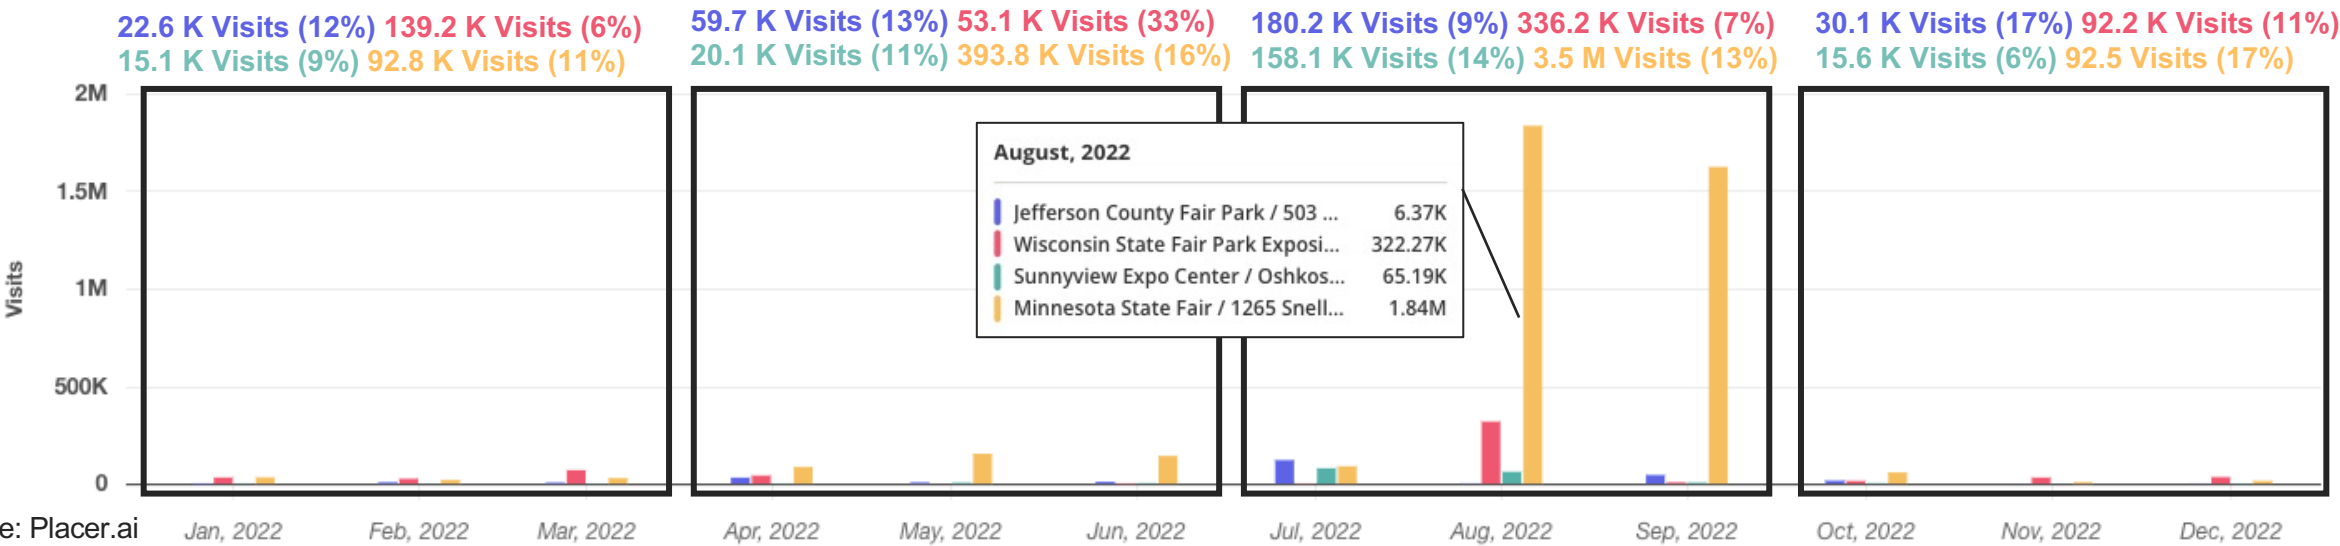 22.6 K Visits (12%) 139.2 K Visits (6%)
15.1 K Visits (9%) 92.8 K Visits (11%)
59.7 K Visits (13%) 53.1 K Visits (33%)
20.1 K Visits (11%) 393.8 K Visits (16%)
180.2 K Visits (9%) 336.2 K Visits (7%)
158.1 K Visits (14%) 3.5 M Visits (13%)
30.1 K Visits (17%) 92.2 K Visits (11%)
15.6 K Visits (6%) 92.5 Visits (17%)
2M
1.5M
1M
500K
0
Visits
August, 2022
Jefferson County Fair Park / 503 ... 6.37K
Wisconsin State Fair Park Exposi... 322.27K
Sunnyview Expo Center / Oshkos... 65.19K
Minnesota State Fair / 1265 Snell... 1.84M
Jan, 2022 Feb, 2022 Mar, 2022 Apr, 2022 May, 2022 Jun, 2022 Jul, 2022 Aug, 2022 Sep, 2022 Oct, 2022 Nov, 2022 Dec, 2022
e: Placer.ai